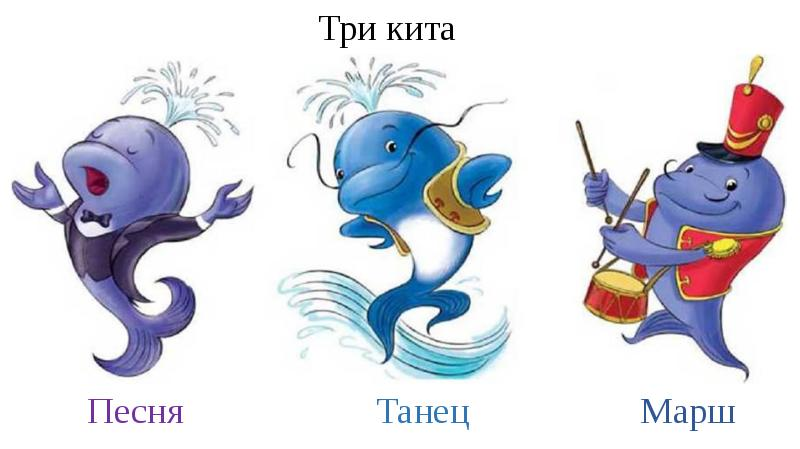 Три кита
Песня
Танец
Марш